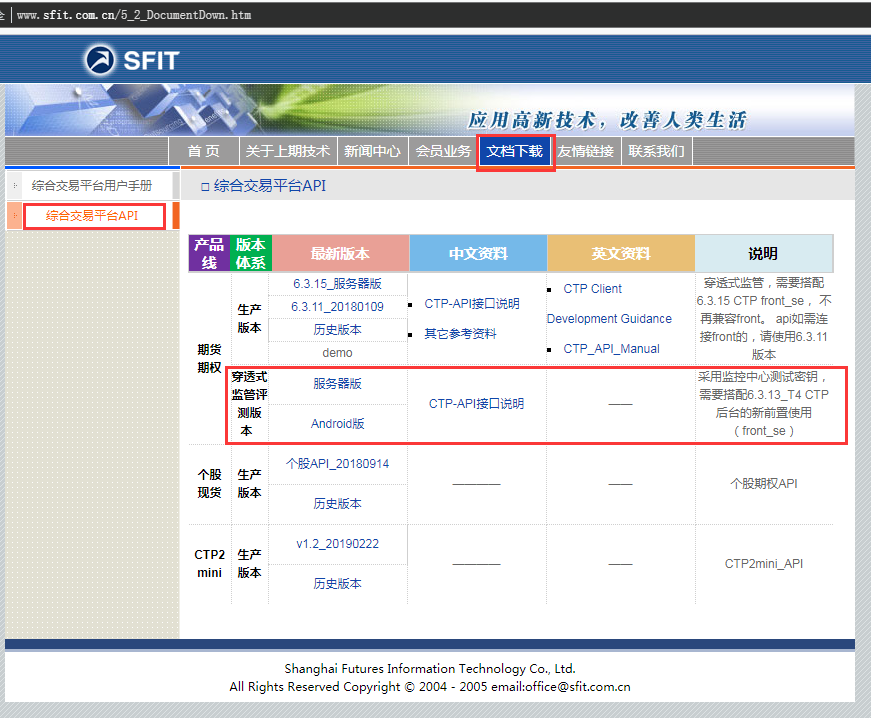 www.sfit.com.cn/5_2_DocumentDown.htm
SFIT
应用高新技术，改善人类生活
首 页
关于上期技术
新闻中心
会员业务
文档下载
友情链接
联系我们
综合交易平台用户手册
综合交易平台API
综合交易平台API
产品
线
版本
体系
最新版本
中文资料
英文资料
说明
期货
期权
生产
版本
6.3.15_服务器版
6.3.11_20180109
历史版本
demo
CTP-API接口说明
其它参考资料
CTP Client
Development Guidance
CTP_API_Manual
穿透式监管，需要搭配
6.3.15 CTP front_se， 不
再兼容front。 api如需连
接front的，请使用6.3.11
版本
穿透式
监管评
测版
本
服务器版
Android版
CTP-API接口说明
——
采用监控中心测试密钥，
需要搭配6.3.13_T4 CTP
后台的新前置使用
（front_se）
个股
现货
生产
版本
个股API_20180914
历史版本
————
——
个股期权API
CTP2
mini
生产
版本
v1.2_20190222
历史版本
————
——
CTP2mini_API
Shanghai Futures Information Technology Co., Ltd.
All Rights Reserved Copyright © 2004 - 2005 email:office@sfit.com.cn